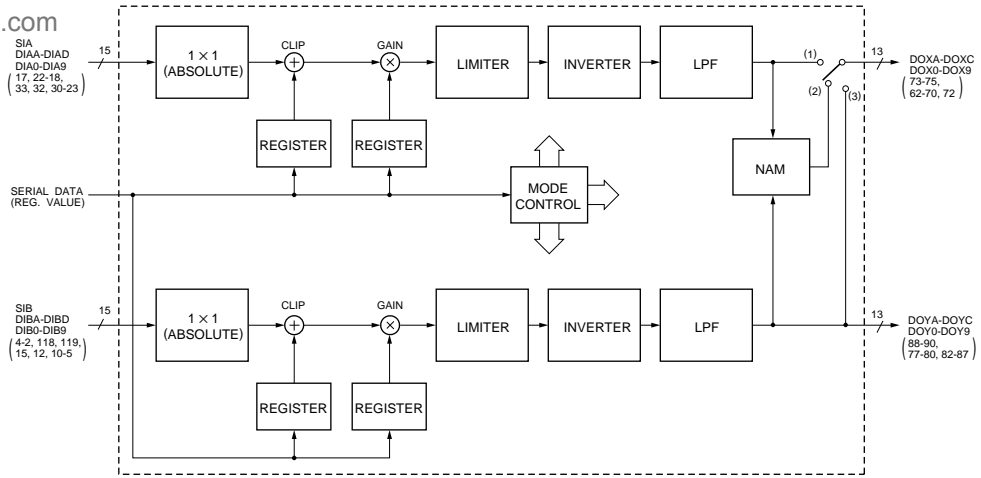 .com
SIA
DIAA-DIAD
DIA0-DIA9
(17, 22-18,
33, 32, 30-23)
15
1 × 1
(ABSOLUTE)
CLIP
+
GAIN
×
LIMITER
INVERTER
LPF
(1)
(2)
(3)
13
DOXA-DOXC
DOX0-DOX9
(73-75,
62-70, 72)
REGISTER
REGISTER
NAM
SERIAL DATA
(REG. VALUE)
MODE
CONTROL
SIB
DIBA-DIBD
DIB0-DIB9
(4-2, 118, 119,
15, 12, 10-5)
15
1 × 1
(ABSOLUTE)
CLIP
+
GAIN
×
LIMITER
INVERTER
LPF
13
DOYA-DOYC
DOY0-DOY9
(88-90,
77-80, 82-87)
REGISTER
REGISTER